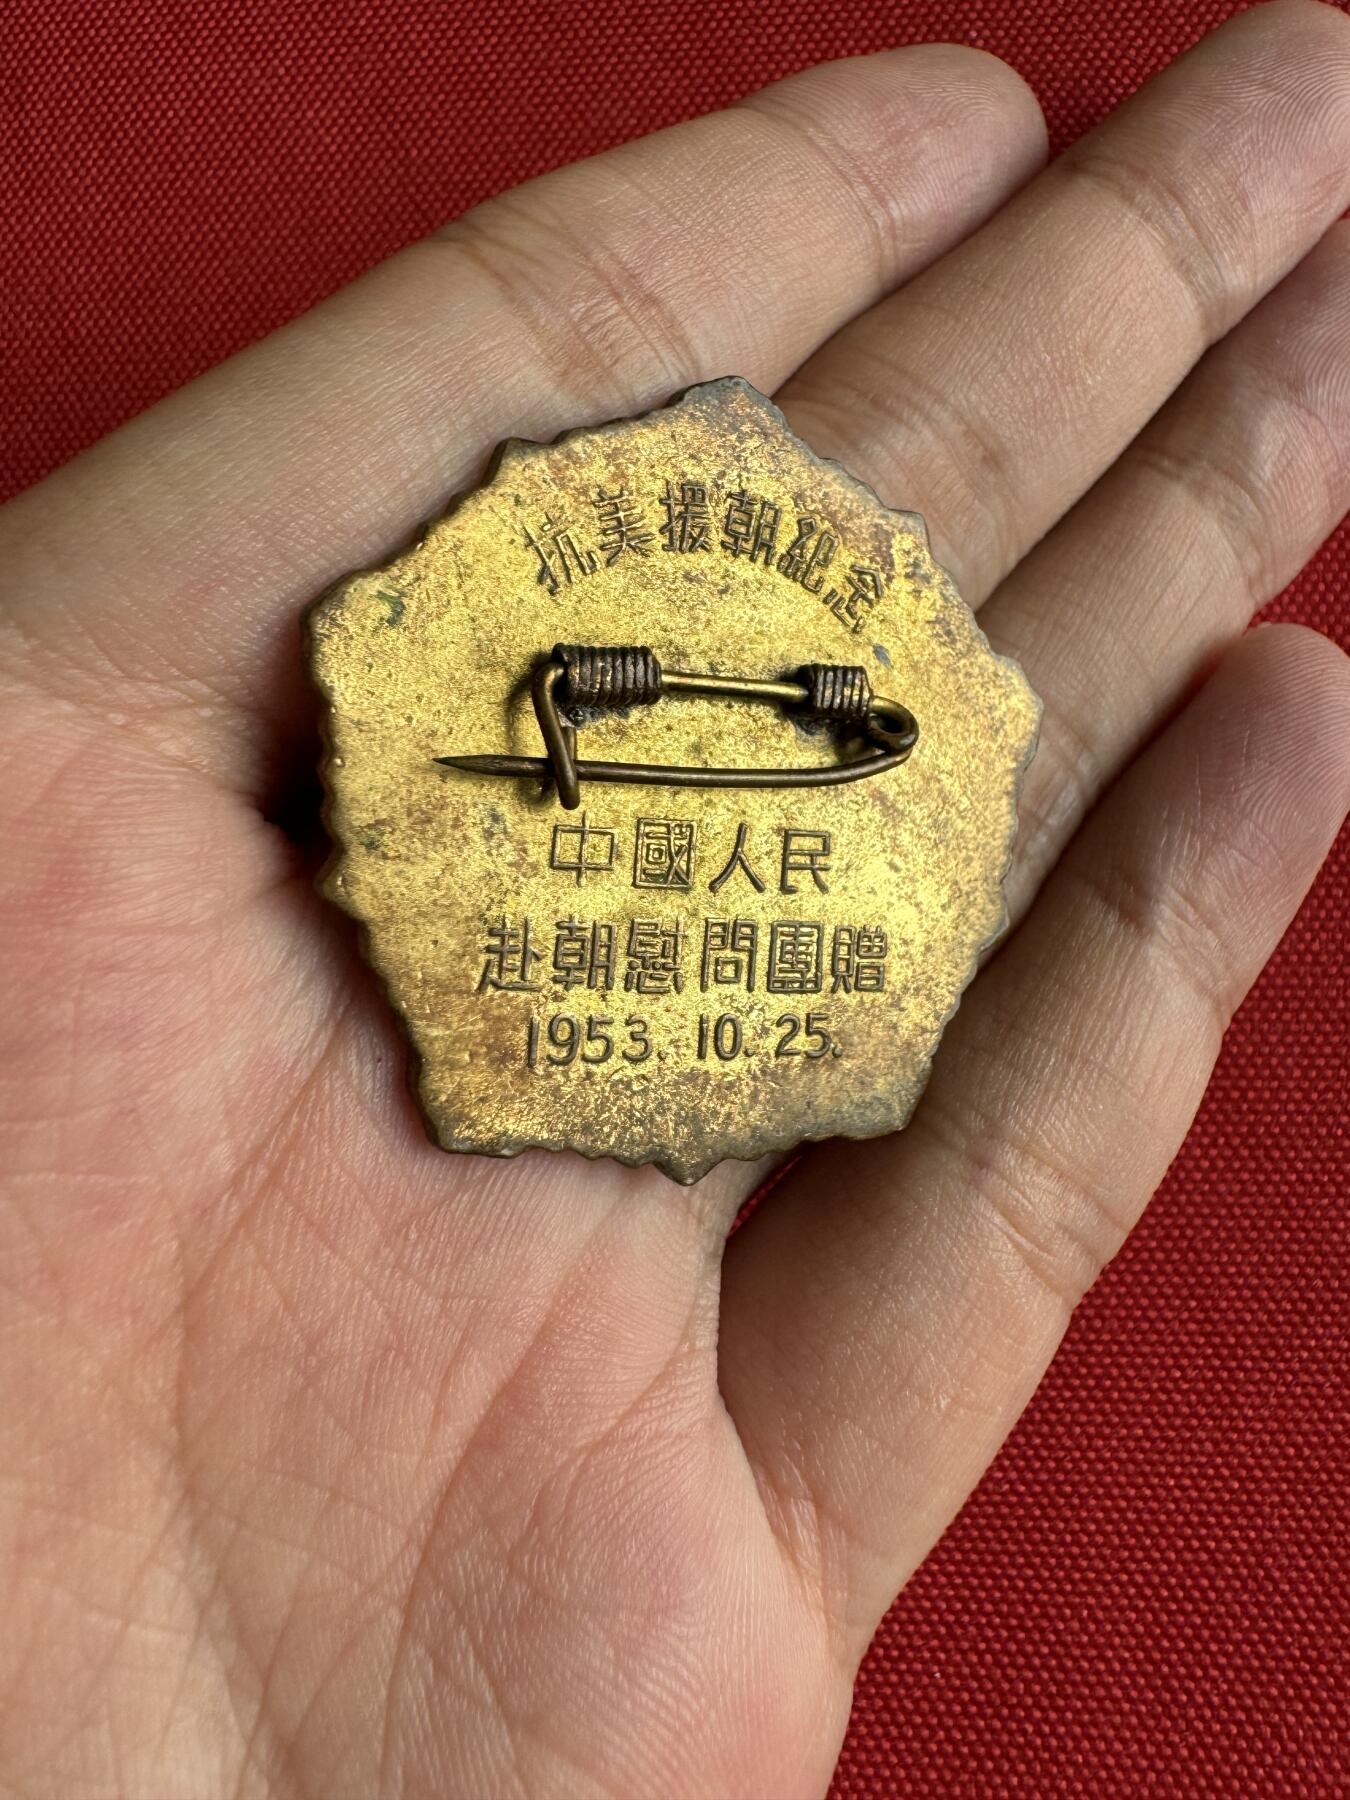 抗美援朝紀念
中國人民
赴朝慰問團贈
1953. 10. 25.